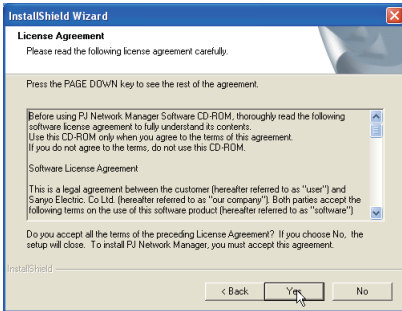 InstallShield Wizard
License Agreement
Please read the following license agreement carefully.
Press the PAGE DOWN key to see the rest of the agreement.
Before using PJ Network Manager Software CD-ROM, thoroughly read the following
software license agreement to fully understand its contents.
Use this CD-ROM only when you agree to the terms of this agreement.
If you do not agree to the terms, do not use this CD-ROM.
Software License Agreement
This is a legal agreement between the customer (hereafter referred to as "user") and
Sanyo Electric. Co Ltd. (hereafter referred to as "our company"). Both parties accept the
following terms on the use of this software product (hereafter referred to as "software")
Do you accept all the terms of the preceding License Agreement? If you choose No, the
setup will close. To install PJ Network Manager, you must accept this agreement.
InstallShield
< Back Yes No